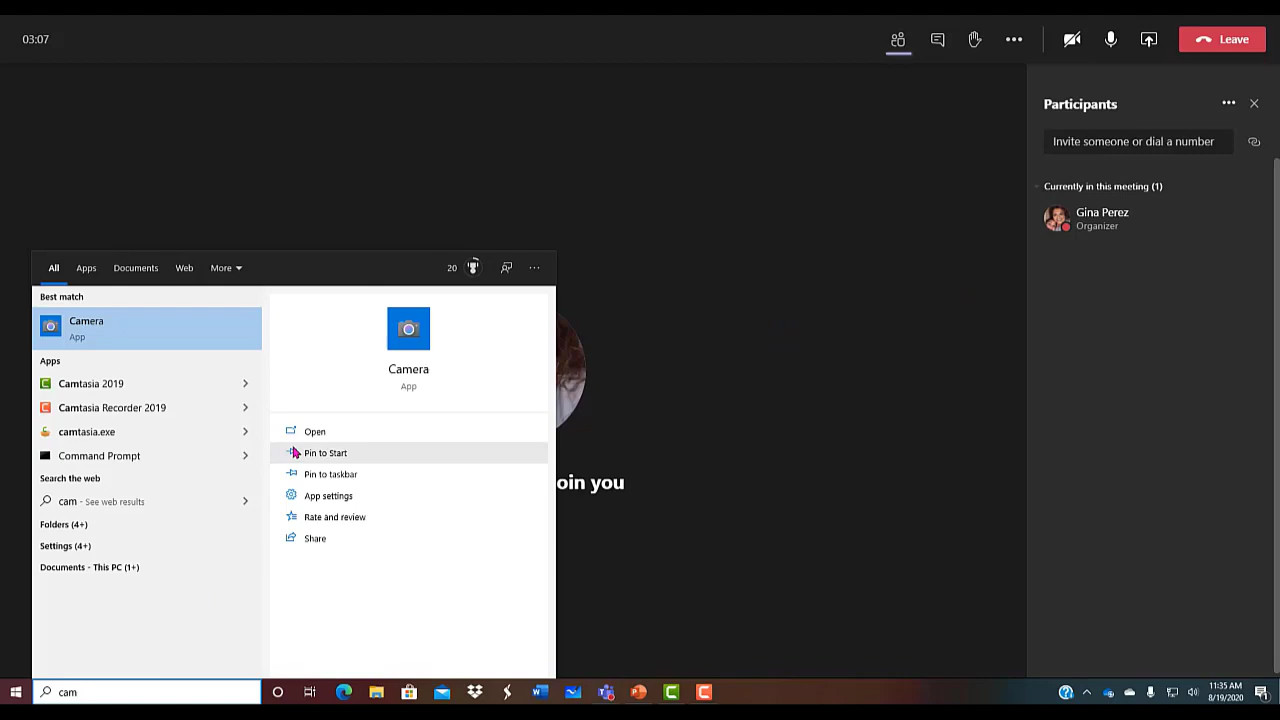 03:07
Leave
Participants
Invite someone or dial a number
Currently in this meeting (1)
Gina Perez
Organizer
All Apps Documents Web More 20
Best match
Camera
App
Apps
Camtasia 2019
Camtasia Recorder 2019
camtasia.exe
Command Prompt
Search the web
cam - See web results
Folders (4+)
Settings (4+)
Documents - This PC (1+)
Camera
App
Open
Pin to Start
Pin to taskbar
App settings
Rate and review
Share
oin you
cam
11:35 AM
8/19/2020